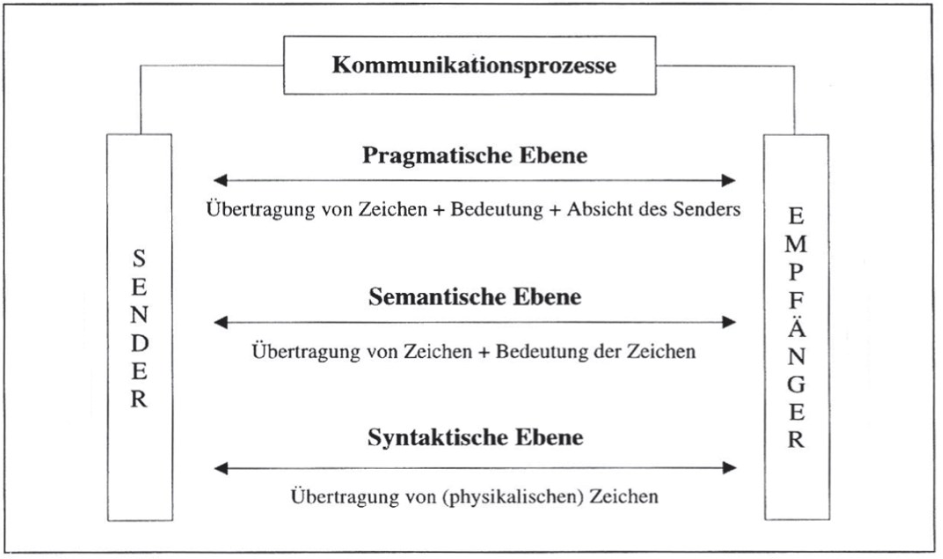 Kommunikationsprozesse
SENDER
Pragmatische Ebene
Übertragung von Zeichen + Bedeutung + Absicht des Senders
Semantische Ebene
Übertragung von Zeichen + Bedeutung der Zeichen
Syntaktische Ebene
Übertragung von (physikalischen) Zeichen
EMPFÄNGER